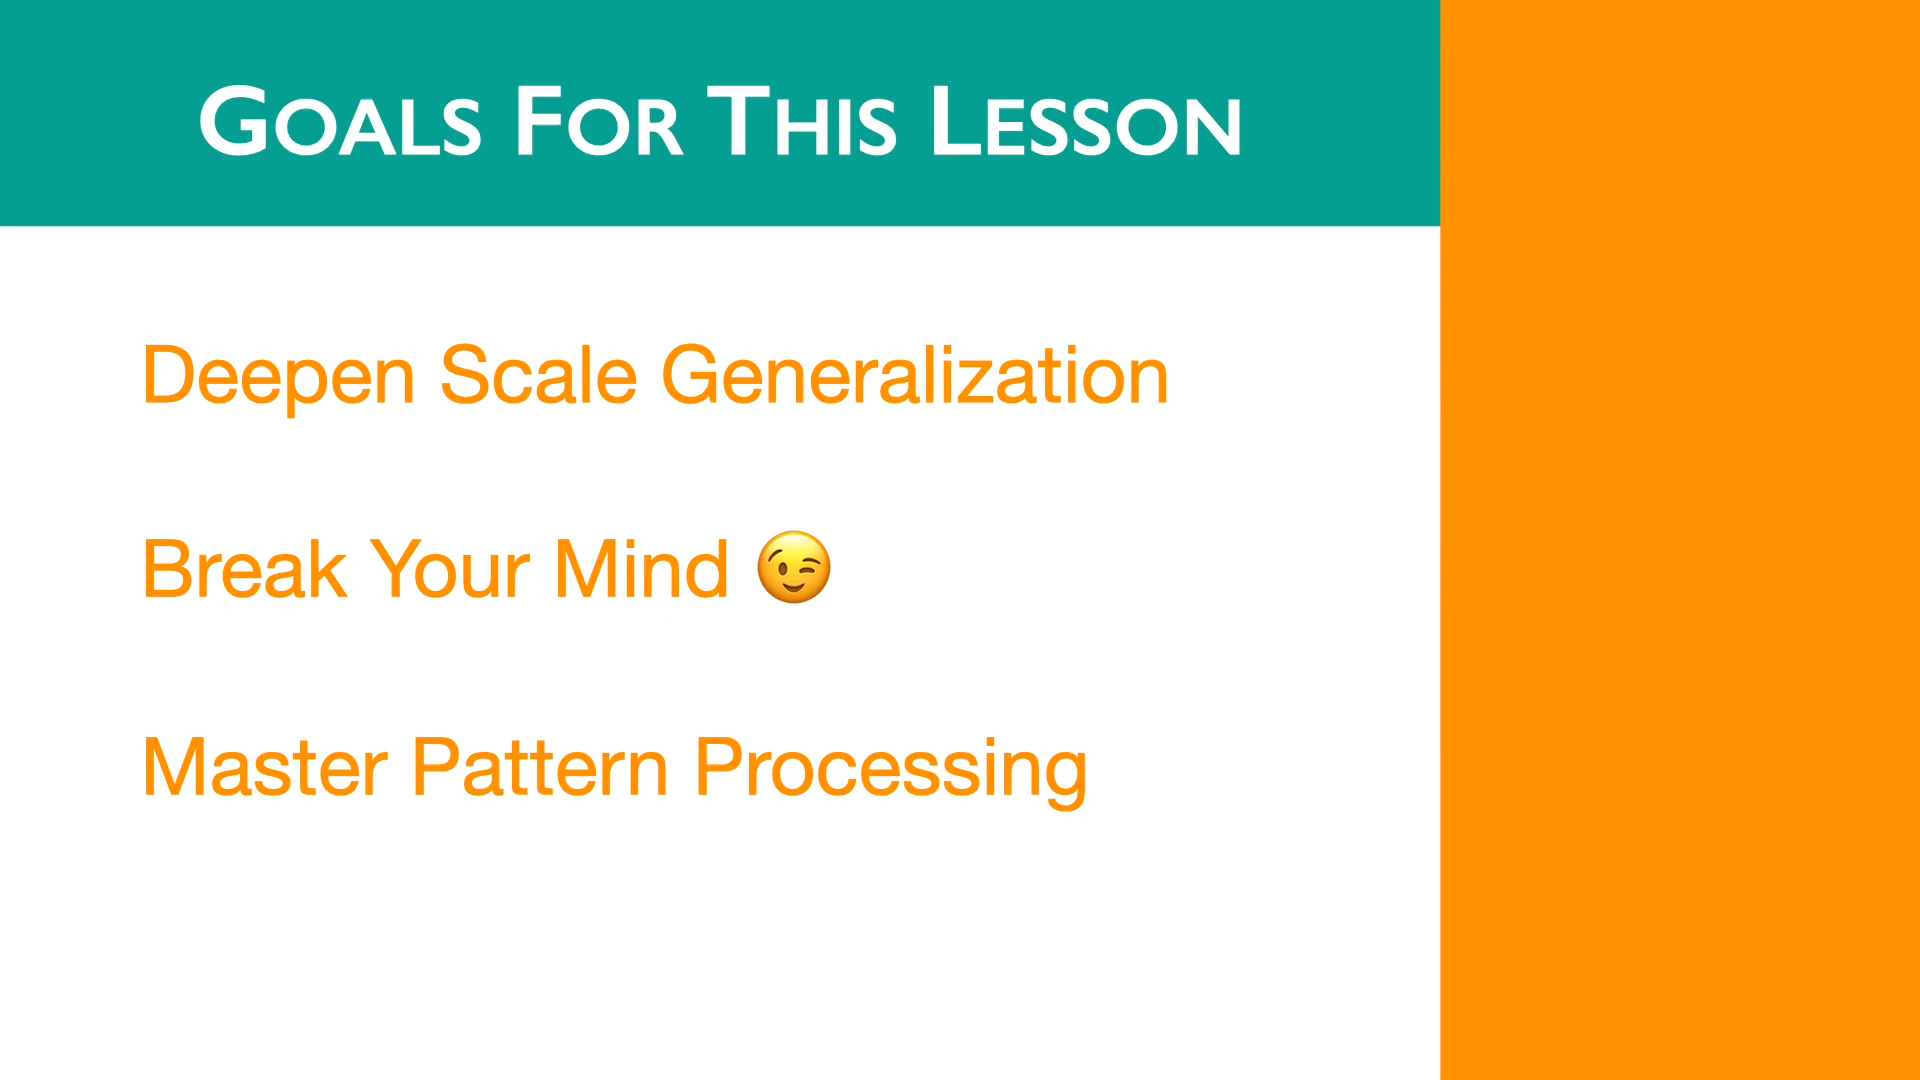 Goals For This Lesson
Deepen Scale Generalization
Break Your Mind 😉
Master Pattern Processing